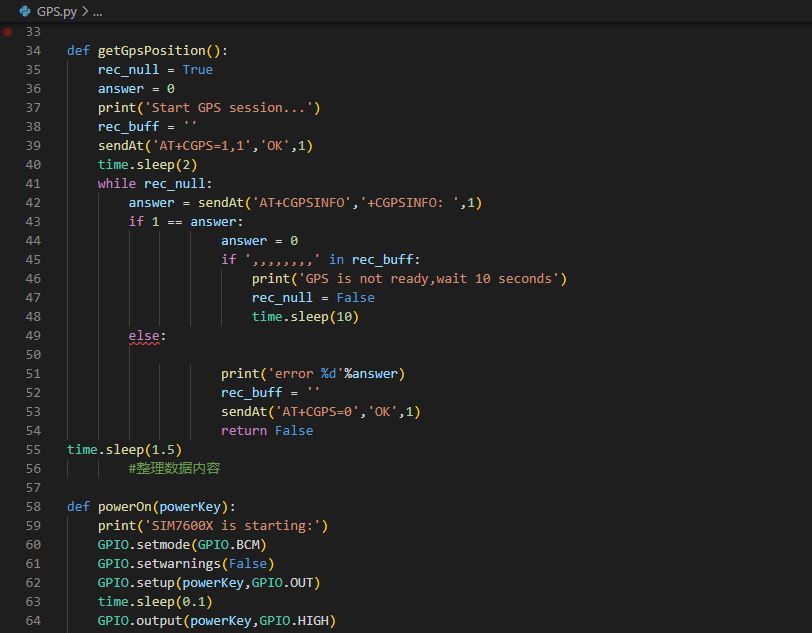 GPS.py > ...
33
34 def getGpsPosition():
35     rec_null = True
36     answer = 0
37     print('Start GPS session...')
38     rec_buff = ''
39     sendAt('AT+CGPS=1,1','OK',1)
40     time.sleep(2)
41     while rec_null:
42         answer = sendAt('AT+CGPSINFO','+CGPSINFO: ',1)
43         if 1 == answer:
44                     answer = 0
45                     if ',,,,,,,,' in rec_buff:
46                         print('GPS is not ready,wait 10 seconds')
47                         rec_null = False
48                         time.sleep(10)
49         else:
50
51                     print('error %d'%answer)
52                     rec_buff = ''
53                     sendAt('AT+CGPS=0','OK',1)
54                     return False
55 time.sleep(1.5)
56         #整理数据内容
57
58 def powerOn(powerKey):
59     print('SIM7600X is starting:')
60     GPIO.setmode(GPIO.BCM)
61     GPIO.setwarnings(False)
62     GPIO.setup(powerKey,GPIO.OUT)
63     time.sleep(0.1)
64     GPIO.output(powerKey,GPIO.HIGH)